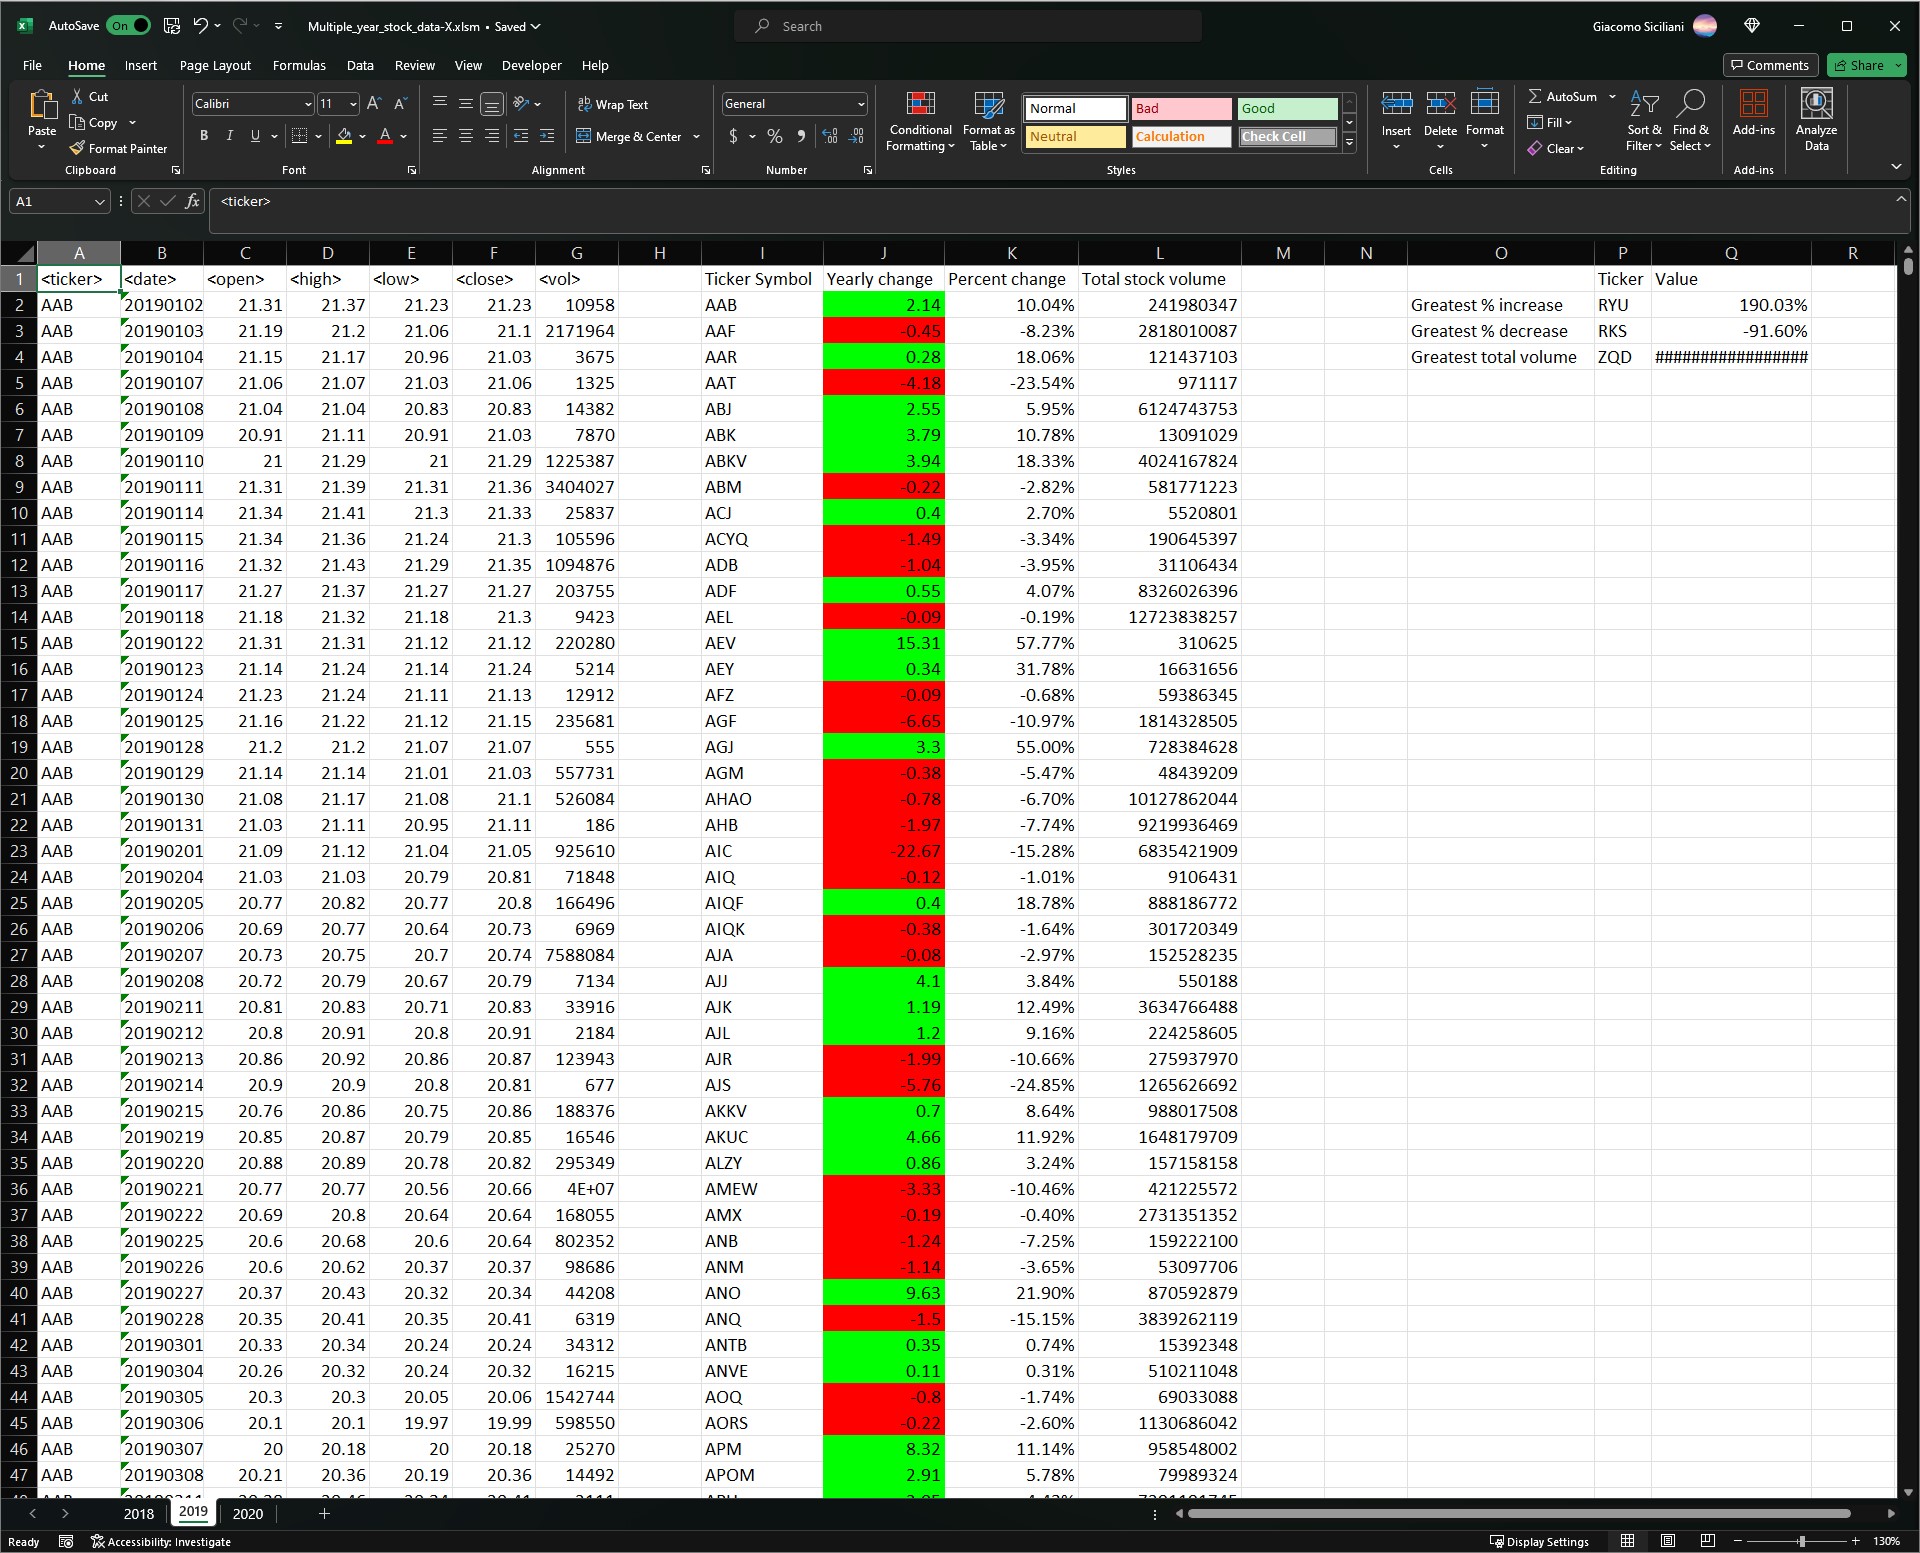 AutoSave On Multiple_year_stock_data-X.xlsm • Saved Search Giacomo Siciliani
File Home Insert Page Layout Formulas Data Review View Developer Help Comments Share
Cut Calibri 11 Wrap Text General Normal Bad Good AutoSum
Paste Copy B I U Merge & Center $ % Conditional Formatting Format as Table Neutral Calculation Check Cell Insert Delete Format Fill Sort & Filter Find & Select Add-ins Analyze Data
Format Painter Clear
Clipboard Font Alignment Number Styles Cells Editing Add-ins
A1 fx <ticker>
A B C D E F G H I J K L M N O P Q R
1 <ticker> <date> <open> <high> <low> <close> <vol> Ticker Symbol Yearly change Percent change Total stock volume Ticker Value
2 AAB 20190102 21.31 21.37 21.23 21.23 10958 AAB 2.14 10.04% 241980347 Greatest % increase RYU 190.03%
3 AAB 20190103 21.19 21.2 21.06 21.1 2171964 AAF -0.45 -8.23% 2818010087 Greatest % decrease RKS -91.60%
4 AAB 20190104 21.15 21.17 20.96 21.03 3675 AAR 0.28 18.06% 121437103 Greatest total volume ZQD #################
5 AAB 20190107 21.06 21.07 21.03 21.06 1325 AAT -4.18 -23.54% 971117
6 AAB 20190108 21.04 21.04 20.83 20.83 14382 ABJ 2.55 5.95% 6124743753
7 AAB 20190109 20.91 21.11 20.91 21.03 7870 ABK 3.79 10.78% 13091029
8 AAB 20190110 21 21.29 21 21.29 1225387 ABKV 3.94 18.33% 4024167824
9 AAB 20190111 21.31 21.39 21.31 21.36 3404027 ABM -0.22 -2.82% 581771223
10 AAB 20190114 21.34 21.41 21.3 21.33 25837 ACJ 0.4 2.70% 5520801
11 AAB 20190115 21.34 21.36 21.24 21.3 105596 ACYQ -1.49 -3.34% 190645397
12 AAB 20190116 21.32 21.43 21.29 21.35 1094876 ADB -1.04 -3.95% 31106434
13 AAB 20190117 21.27 21.37 21.27 21.27 203755 ADF 0.55 4.07% 8326026396
14 AAB 20190118 21.18 21.32 21.18 21.3 9423 AEL -0.09 -0.19% 12723838257
15 AAB 20190122 21.31 21.31 21.12 21.12 220280 AEV 15.31 57.77% 310625
16 AAB 20190123 21.14 21.24 21.14 21.24 5214 AEY 0.34 31.78% 16631656
17 AAB 20190124 21.23 21.24 21.11 21.13 12912 AFZ -0.09 -0.68% 59386345
18 AAB 20190125 21.16 21.22 21.12 21.15 235681 AGF -6.65 -10.97% 1814328505
19 AAB 20190128 21.2 21.2 21.07 21.07 555 AGJ 3.3 55.00% 728384628
20 AAB 20190129 21.14 21.14 21.01 21.03 557731 AGM -0.38 -5.47% 48439209
21 AAB 20190130 21.08 21.17 21.08 21.1 526084 AHAO -0.78 -6.70% 10127862044
22 AAB 20190131 21.03 21.11 20.95 21.11 186 AHB -1.97 -7.74% 9219936469
23 AAB 20190201 21.09 21.12 21.04 21.05 925610 AIC -22.67 -15.28% 6835421909
24 AAB 20190204 21.03 21.03 20.79 20.81 71848 AIQ -0.12 -1.01% 9106431
25 AAB 20190205 20.77 20.82 20.77 20.8 166496 AIQF 0.4 18.78% 888186772
26 AAB 20190206 20.69 20.77 20.64 20.73 6969 AIQK -0.38 -1.64% 301720349
27 AAB 20190207 20.73 20.75 20.7 20.74 7588084 AJA -0.08 -2.97% 152528235
28 AAB 20190208 20.72 20.79 20.67 20.79 7134 AJJ 4.1 3.84% 550188
29 AAB 20190211 20.81 20.83 20.71 20.83 33916 AJK 1.19 12.49% 3634766488
30 AAB 20190212 20.8 20.91 20.8 20.91 2184 AJL 1.2 9.16% 224258605
31 AAB 20190213 20.86 20.92 20.86 20.87 123943 AJR -1.99 -10.66% 275937970
32 AAB 20190214 20.9 20.9 20.8 20.81 677 AJS -5.76 -24.85% 1265626692
33 AAB 20190215 20.76 20.86 20.75 20.86 188376 AKKV 0.7 8.64% 988017508
34 AAB 20190219 20.85 20.87 20.79 20.85 16546 AKUC 4.66 11.92% 1648179709
35 AAB 20190220 20.88 20.89 20.78 20.82 295349 ALZY 0.86 3.24% 157158158
36 AAB 20190221 20.77 20.77 20.56 20.66 4E+07 AMEW -3.33 -10.46% 421225572
37 AAB 20190222 20.69 20.8 20.64 20.64 168055 AMX -0.19 -0.40% 2731351352
38 AAB 20190225 20.6 20.68 20.6 20.64 802352 ANB -1.24 -7.25% 159222100
39 AAB 20190226 20.6 20.62 20.37 20.37 98686 ANM -1.14 -3.65% 53097706
40 AAB 20190227 20.37 20.43 20.32 20.34 44208 ANO 9.63 21.90% 870592879
41 AAB 20190228 20.35 20.41 20.35 20.41 6319 ANQ -1.5 -15.15% 3839262119
42 AAB 20190301 20.33 20.34 20.24 20.24 34312 ANTB 0.35 0.74% 15392348
43 AAB 20190304 20.26 20.32 20.24 20.32 16215 ANVE 0.11 0.31% 510211048
44 AAB 20190305 20.3 20.3 20.05 20.06 1542744 AOQ -0.8 -1.74% 69033088
45 AAB 20190306 20.1 20.1 19.97 19.99 598550 AORS -0.22 -2.60% 1130686042
46 AAB 20190307 20 20.18 20 20.18 25270 APM 8.32 11.14% 958548002
47 AAB 20190308 20.21 20.36 20.19 20.36 14492 APOM 2.91 5.78% 79989324
2018 2019 2020
Ready Accessibility: Investigate Display Settings 130%